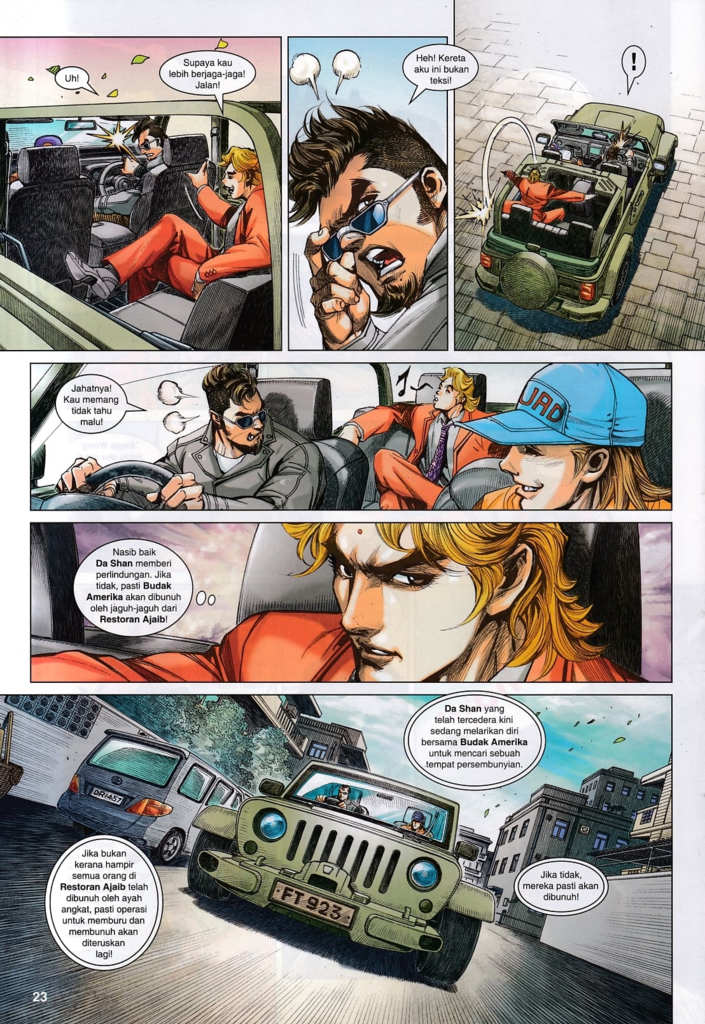 Uh!
Supaya kau
lebih berjaga-jaga!
Jalan!
Heh! Kereta
aku ini bukan
teksi!
!
Jahatnya!
Kau memang
tidak tahu
malu!
JAD
Nasib baik
Da Shan memberi
perlindungan. Jika
tidak, pasti Budak
Amerika akan dibunuh
oleh jaguh-jaguh dari
Restoran Ajaib!
Da Shan yang
telah tercedera kini
sedang melarikan diri
bersama Budak Amerika
untuk mencari sebuah
tempat persembunyian.
DR1A57
FT 923
Jika bukan
kerana hampir
semua orang di
Restoran Ajaib telah
dibunuh oleh ayah
angkat, pasti operasi
untuk memburu dan
membunuh akan
diteruskan
lagi!
Jika tidak,
mereka pasti akan
dibunuh!
23